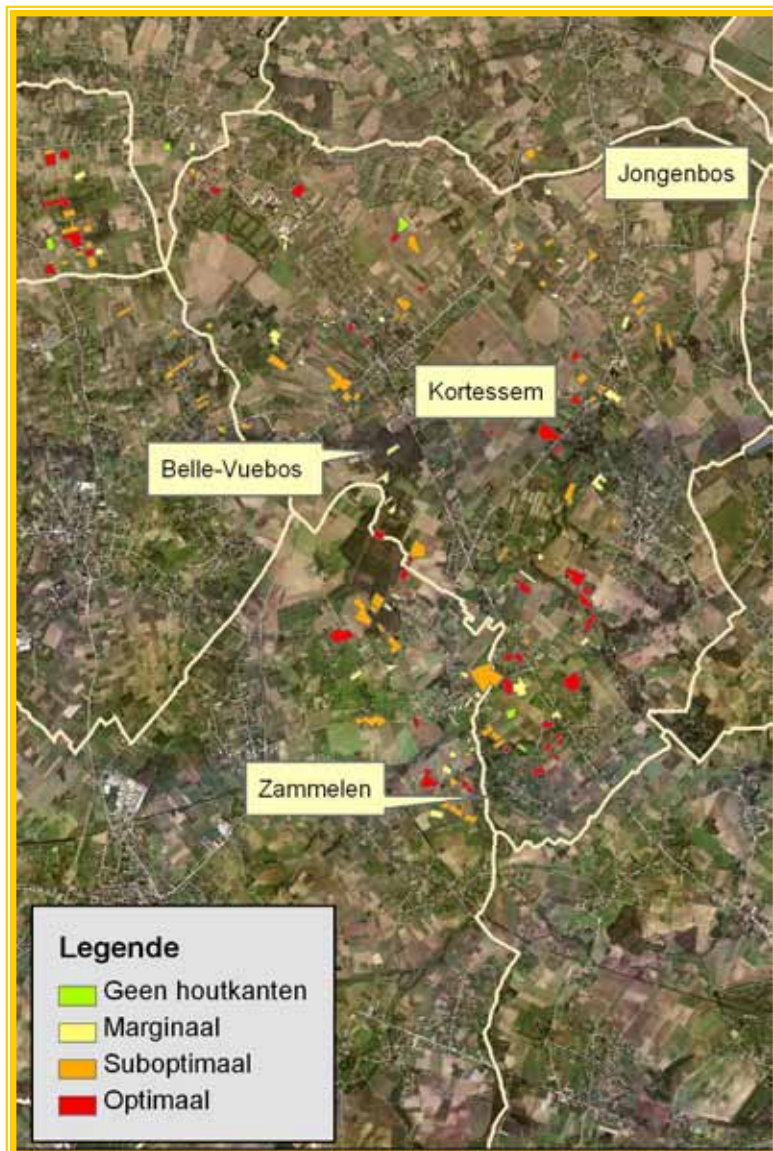 Jongenbos
Kortessem
Belle-Vuebos
Zammelen
Legende
Geen houtkanten
Marginaal
Suboptimaal
Optimaal